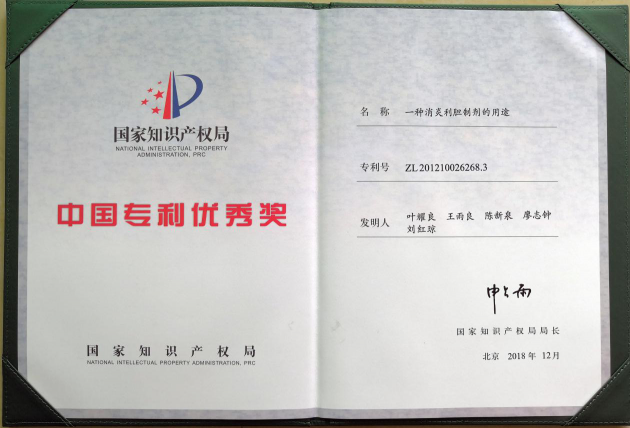 国家知识产权局
NATIONAL INTELLECTUAL PROPERTY
ADMINISTRATION, PRC
中国专利优秀奖
国家知识产权局
NATIONAL INTELLECTUAL PROPERTY ADMINISTRATION, PRC
名 称 一种消炎利胆制剂的用途
专利号 ZL 201210026268.3
发明人 叶耀良 王雨良 陈新泉 廖志钟
刘红琼
申长雨
国家知识产权局局长
北京 2018 年 12月